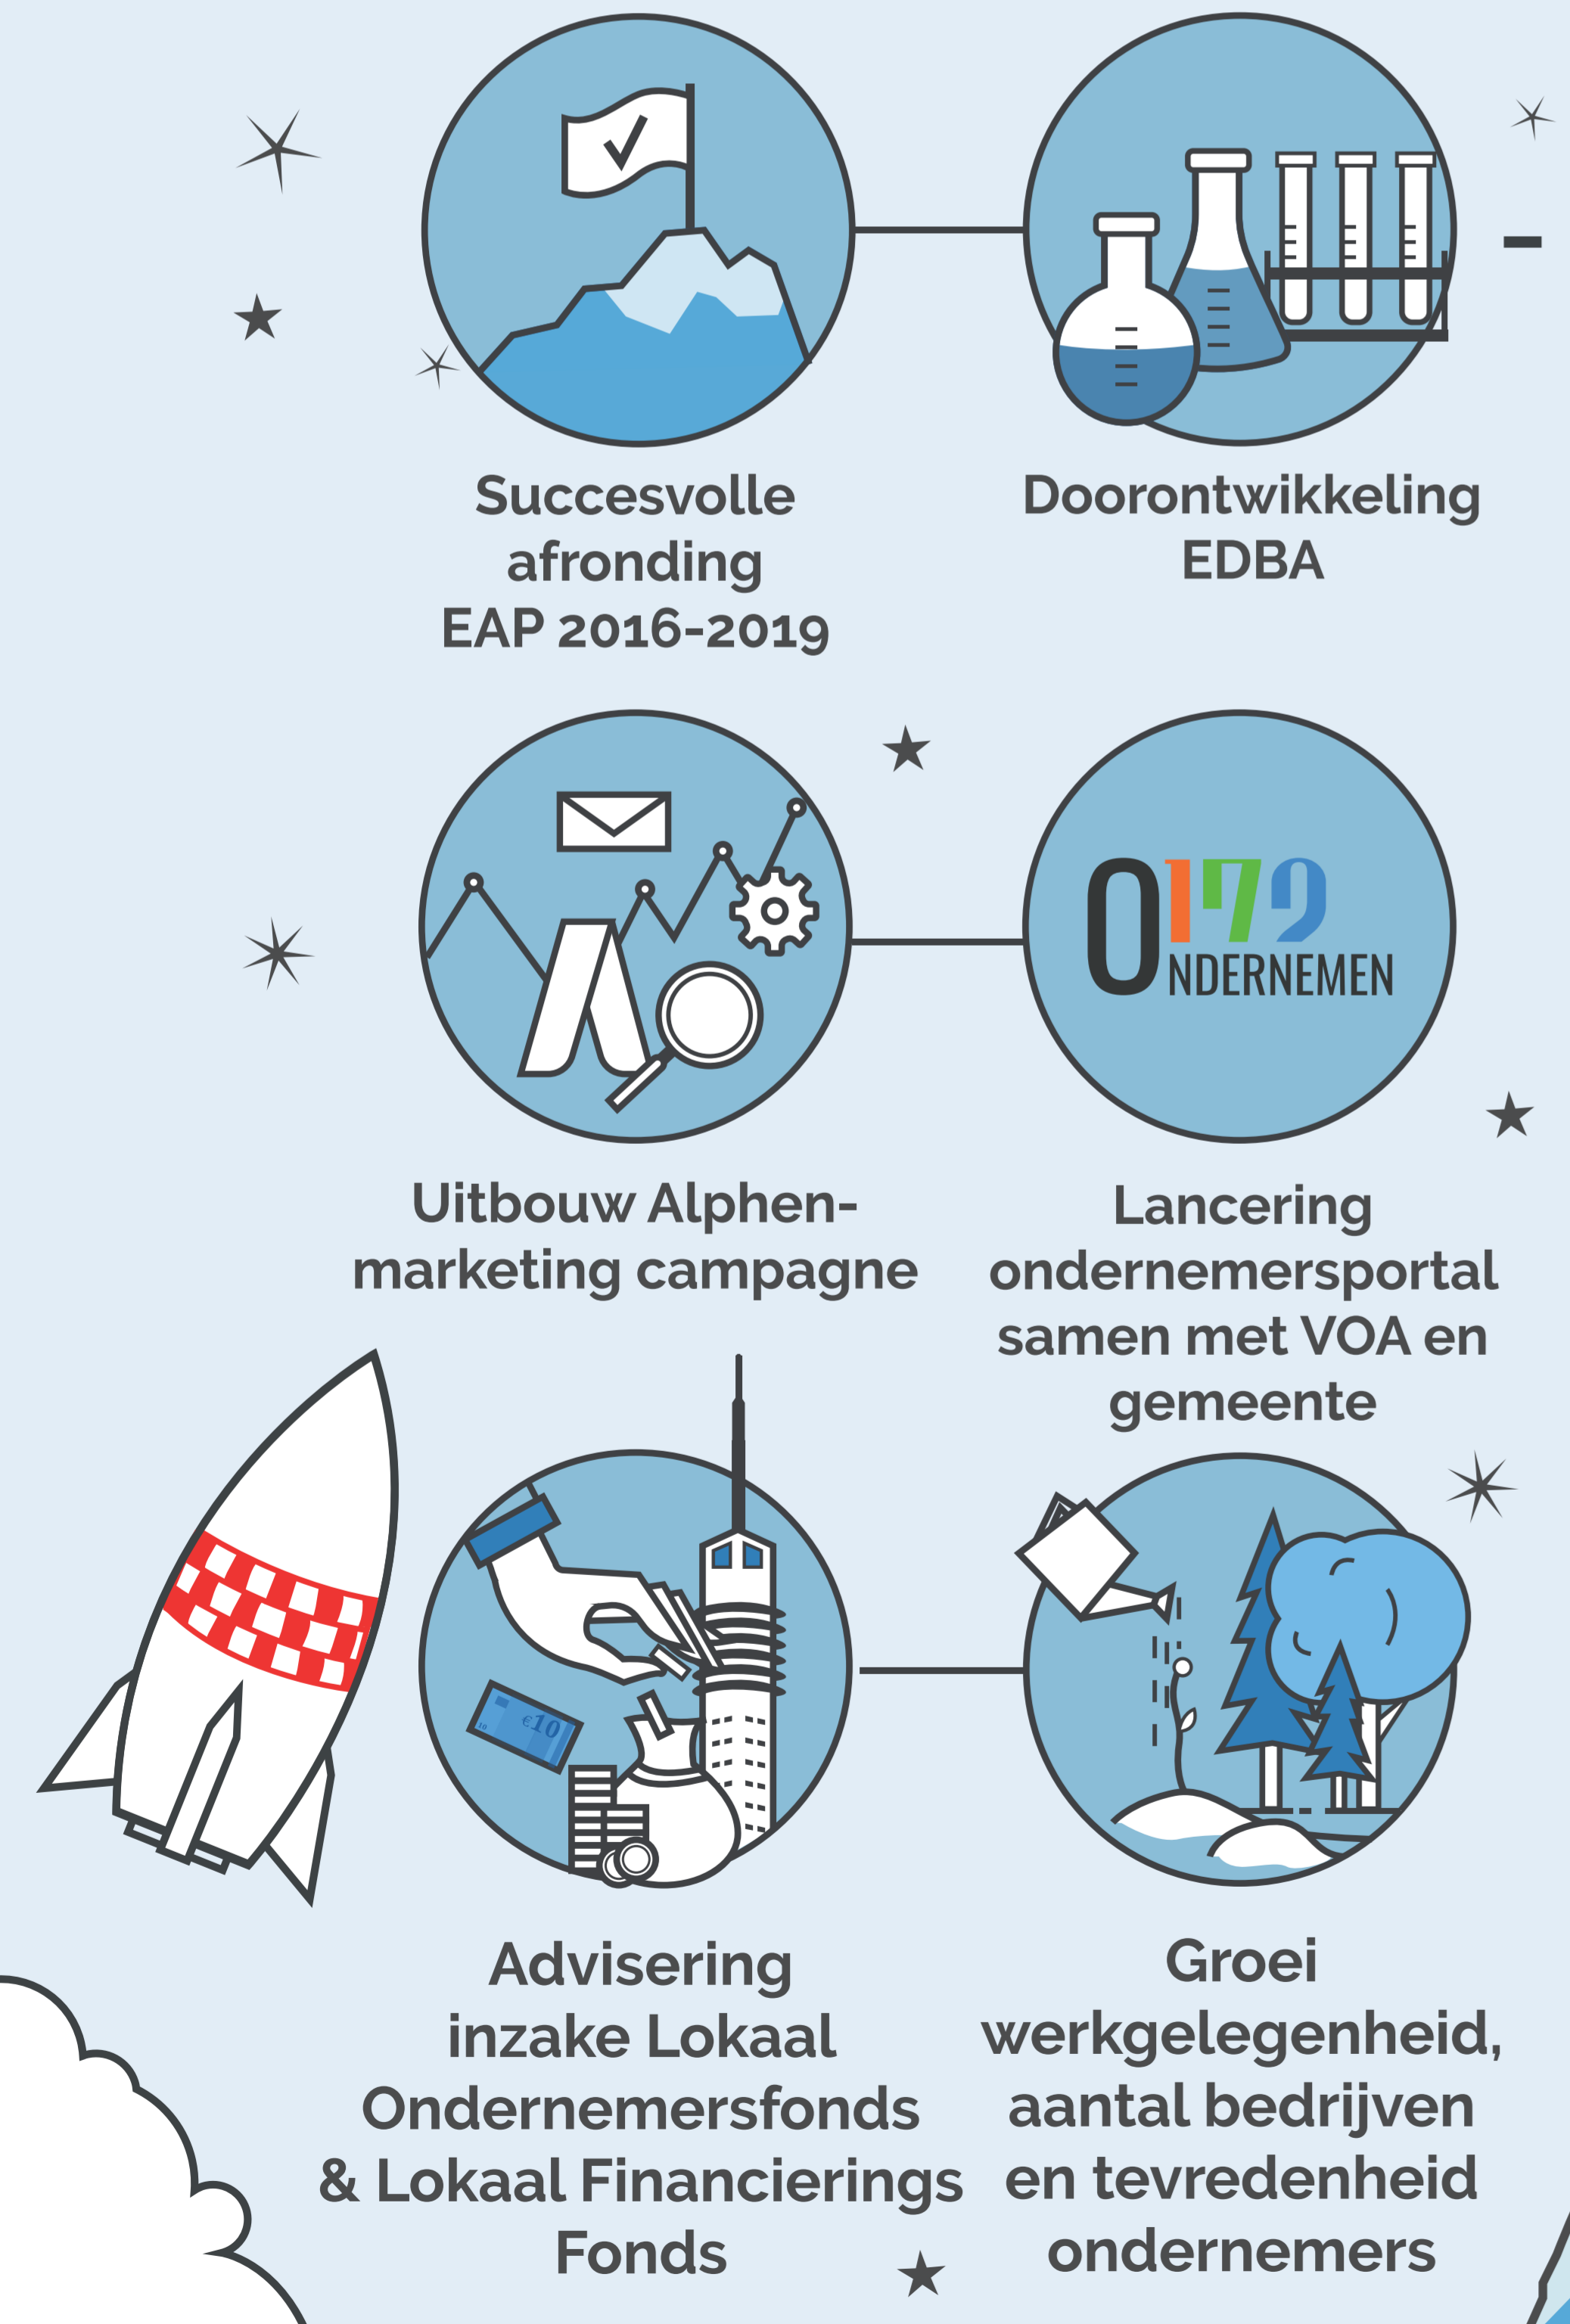 Succesvolle
afronding
EAP 2016-2019
Doorontwikkeling
EDBA
0172
ONDERNEMEN
Uitbouw Alphen-
marketing campagne
Lancering
ondernemersportal
samen met VOA en
gemeente
€10
10
Advisering
inzake Lokaal
Ondernemersfonds
& Lokaal Financierings
Fonds
Groei
werkgelegenheid,
aantal bedrijven
en tevredenheid
ondernemers